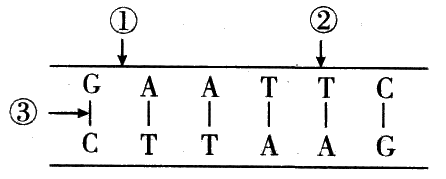 ① ②
G A A T T C
③
C T T A A G